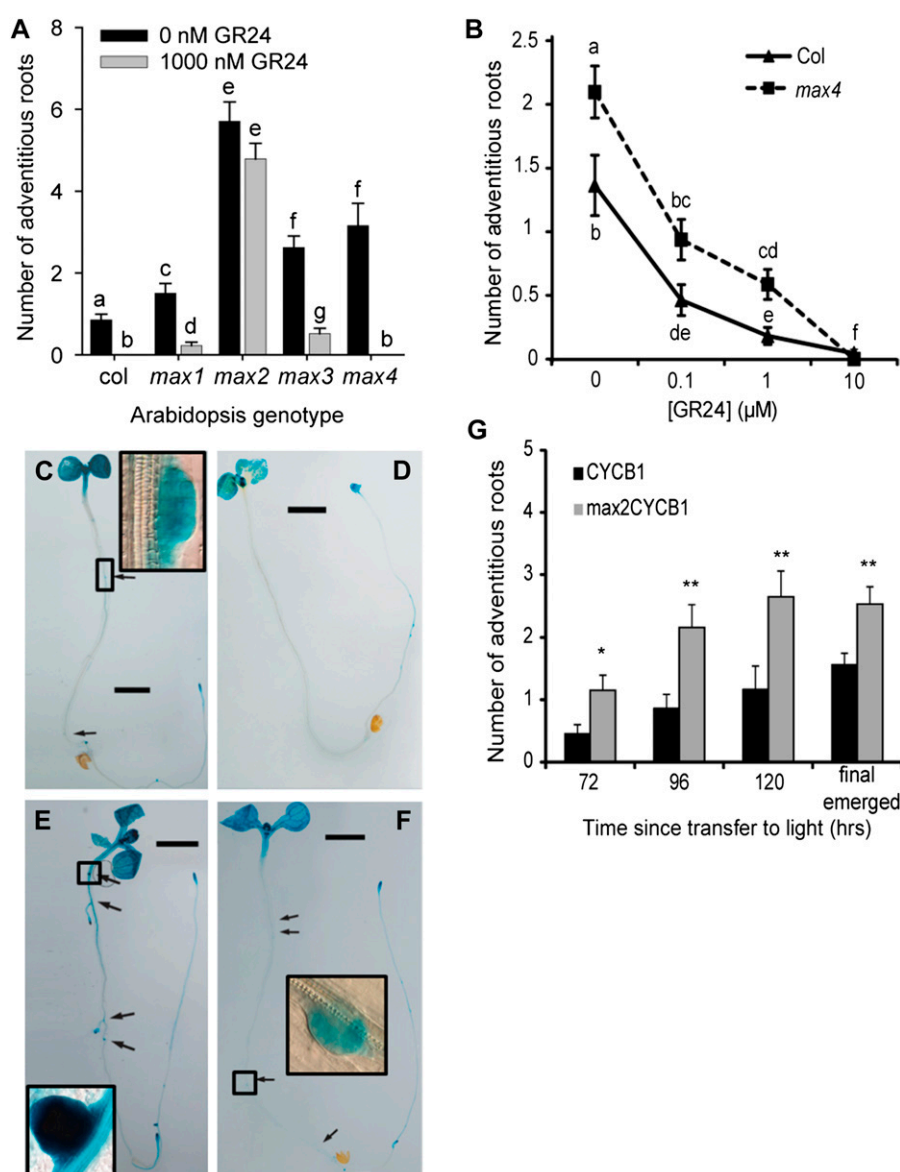 A
Number of adventitious roots
8
6
4
2
0
0 nM GR24
1000 nM GR24
a
b
c
d
e
e
f
g
f
b
col max1 max2 max3 max4
Arabidopsis genotype
B
Number of adventitious roots
2.5
2
1.5
1
0.5
0
Col
max4
a
b
bc
de
cd
e
f
0 0.1 1 10
[GR24] (µM)
C
D
E
F
G
Number of adventitious roots
5
4
3
2
1
0
CYCB1
max2CYCB1
*
**
**
**
72 96 120 final
emerged
Time since transfer to light (hrs)